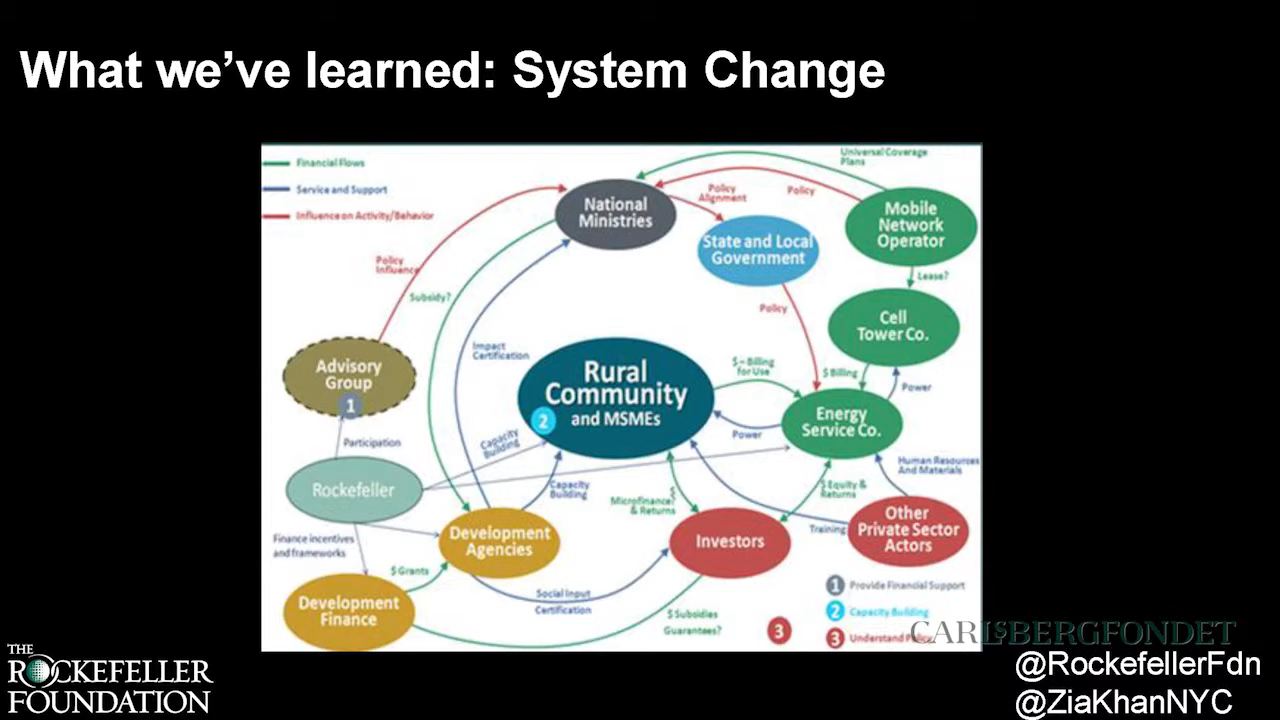 What we've learned: System Change
Financial Flows
Service and Support
Influence on Activity/Behavior
Universal Coverage
Plans
National
Ministries
Policy
Alignment
Policy
Mobile
Network
Operator
State and Local
Government
Policy
Influence
Subsidy?
Lease?
Policy
Cell
Tower Co.
Impact
Certification
Advisory
Group
1
Rural
Community
and MSMEs
2
$ – Billing
for Use
$ Billing
Power
Energy
Service Co.
Power
Participation
Capacity
Building
Rockefeller
Capacity
Building
Human Resources
And Materials
Microfinance $
& Returns
$ Equity &
Returns
Finance incentives
and frameworks
Development
Agencies
Investors
Training
Other
Private Sector
Actors
$ Grants
Development
Finance
Social Input
Certification
$ Subsidies
Guarantees?
3
1 Provide Financial Support
2 Capacity Building
3 Understand Policy
CARLSBERGFONDET
THE
ROCKEFELLER
FOUNDATION
@RockefellerFdn
@ZiaKhanNYC